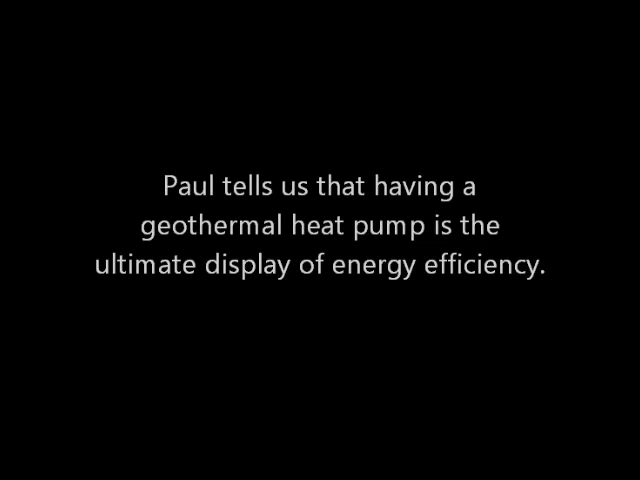 Paul tells us that having a
geothermal heat pump is the
ultimate display of energy efficiency.